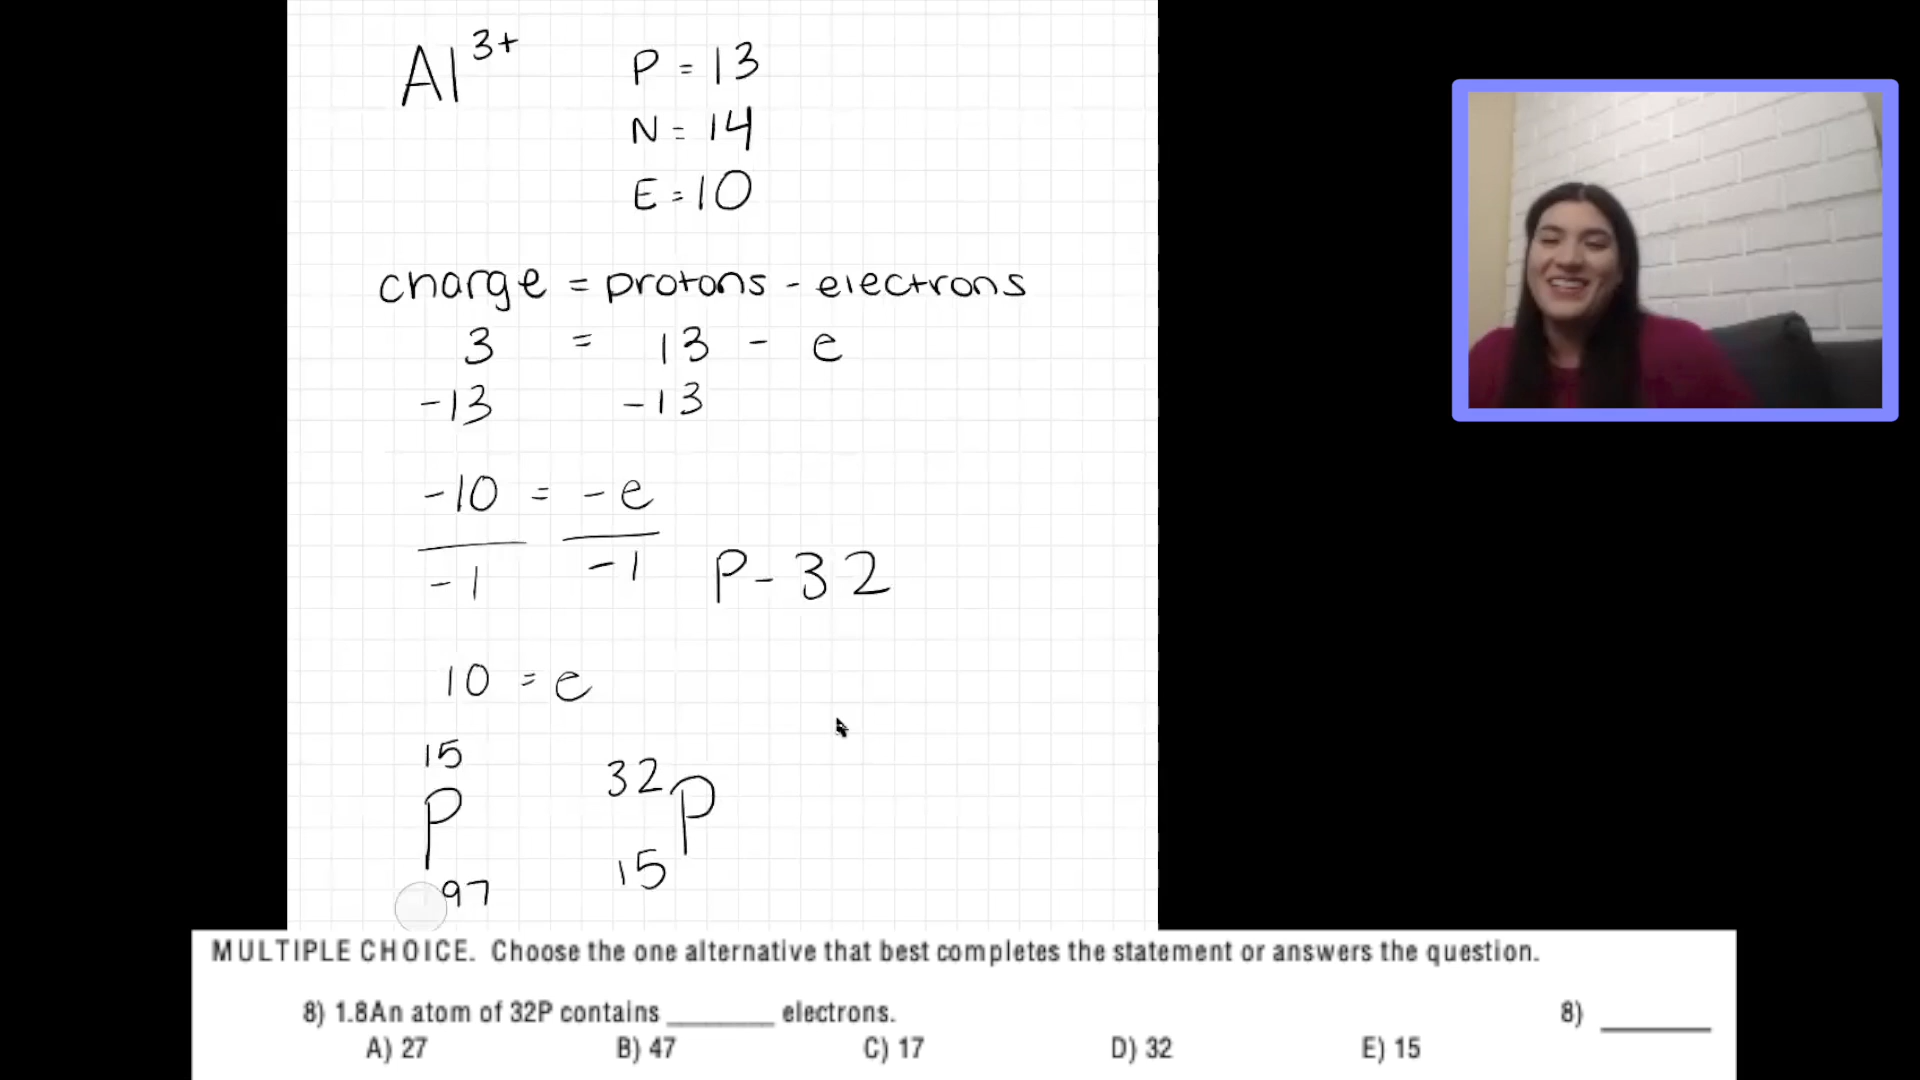 Al³⁺
P = 13
N = 14
E = 10
charge = protons - electrons
3 = 13 - e
-13 -13
-10 = -e
-1 -1
P-32
10 = e
15
P
97
32
P
15
MULTIPLE CHOICE. Choose the one alternative that best completes the statement or answers the question.
8) 1.8An atom of 32P contains ________ electrons. 8) ________
A) 27 B) 47 C) 17 D) 32 E) 15